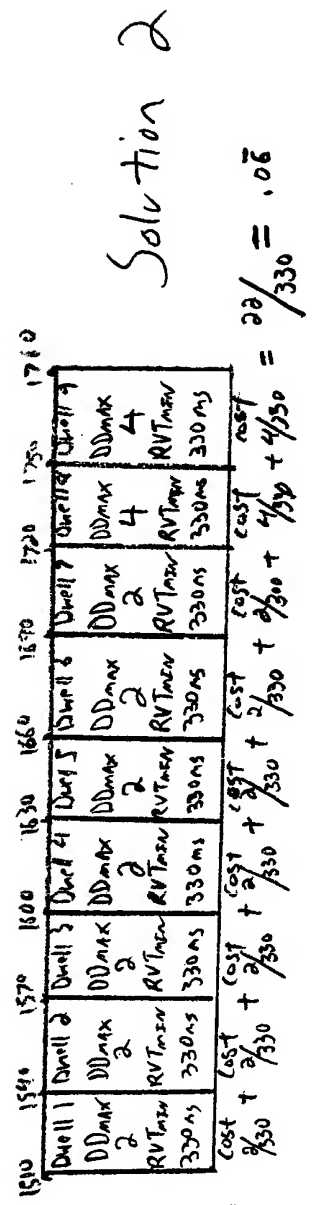 Solution 2
1510 1540 1570 1600 1630 1660 1690 1720 1750 1760
Dwell 1 Dwell 2 Dwell 3 Dwell 4 Dwell 5 Dwell 6 Dwell 7 Dwell 8 Dwell 9
DDMAX DDMAX DDMAX DDMAX DDMAX DDMAX DDMAX DDMAX DDMAX
2 2 2 2 2 2 2 4 4
RVTMIN RVTMIN RVTMIN RVTMIN RVTMIN RVTMIN RVTMIN RVTMIN RVTMIN
330ms 330ms 330ms 330ms 330ms 330ms 330ms 330ms 330ms
Cost Cost Cost Cost Cost Cost Cost Cost Cost
2/330 + 2/330 + 2/330 + 2/330 + 2/330 + 2/330 + 2/300 + 4/330 + 4/330 = 22/330 = .06̄